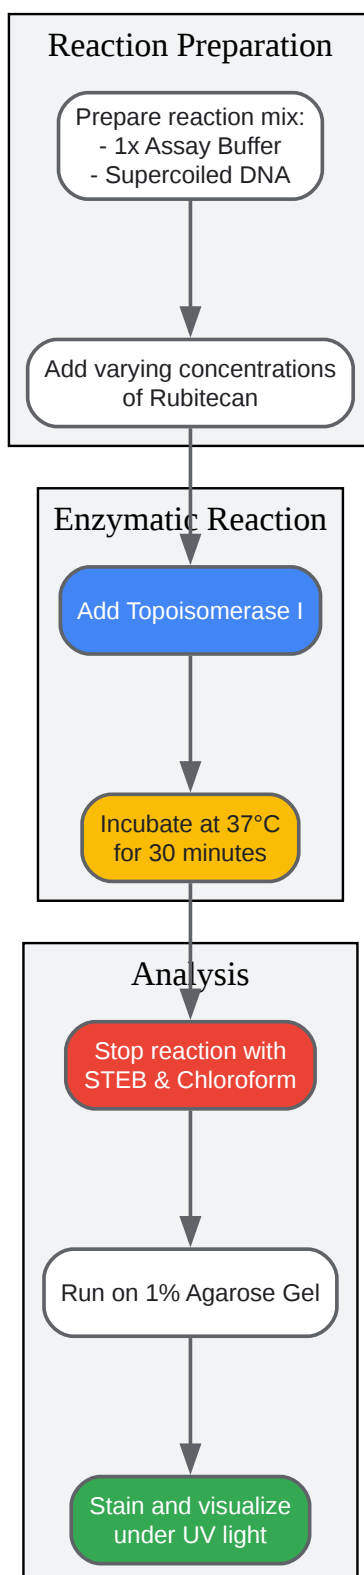 Reaction Preparation
Prepare reaction mix:
- 1x Assay Buffer
- Supercoiled DNA
Add varying concentrations
of Rubitecan
Enzymatic Reaction
Add Topoisomerase I
Incubate at 37°C
for 30 minutes
Analysis
Stop reaction with
STEB & Chloroform
Run on 1% Agarose Gel
Stain and visualize
under UV light